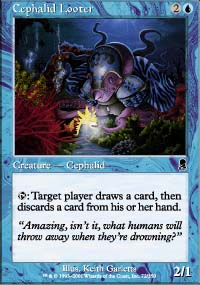 Cephalid Looter 2
Creature — Cephalid
: Target player draws a card, then
discards a card from his or her hand.
"Amazing, isn't it, what humans will
throw away when they're drowning?"
Illus. Keith Garletts
™ & © 1993-2001 Wizards of the Coast, Inc. 72/350
2/1